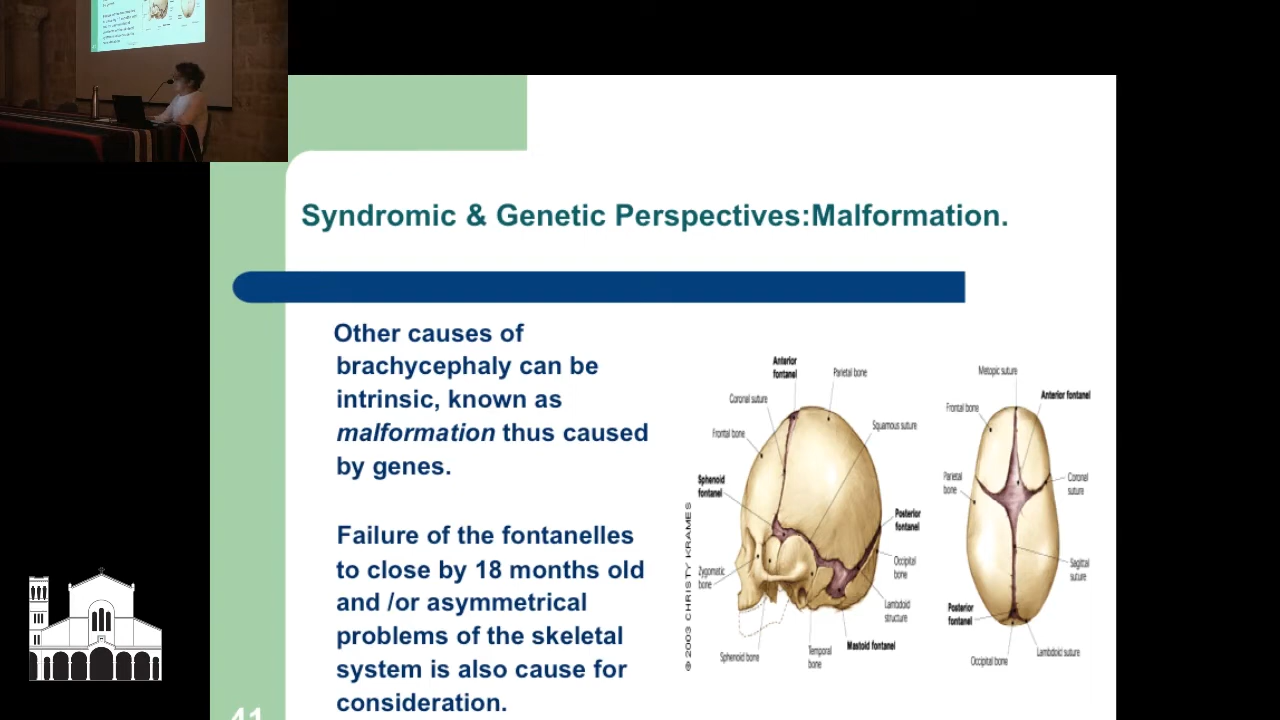 Syndromic & Genetic Perspectives:Malformation.
Other causes of
brachycephaly can be
intrinsic, known as
malformation thus caused
by genes.
Failure of the fontanelles
to close by 18 months old
and /or asymmetrical
problems of the skeletal
system is also cause for
consideration.
41
© 2003 CHRISTY KRAMES
Anterior
fontanel
Parietal bone
Coronal suture
Squamous suture
Frontal bone
Sphenoid
fontanel
Posterior
fontanel
Zygomatic
bone
Occipital
bone
Lambdoid
structure
Mastoid fontanel
Sphenoid bone
Temporal
bone
Metopic suture
Anterior fontanel
Frontal bone
Parietal
bone
Coronal
suture
Sagittal
suture
Posterior
fontanel
Lambdoid suture
Occipital bone